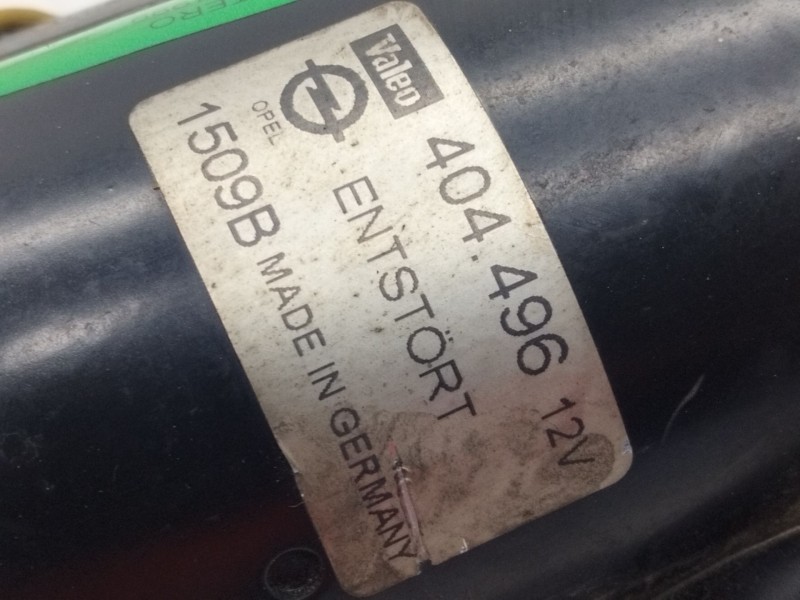 Valeo
OPEL
404.496 12V
ENTSTÖRT
1509B MADE IN GERMANY